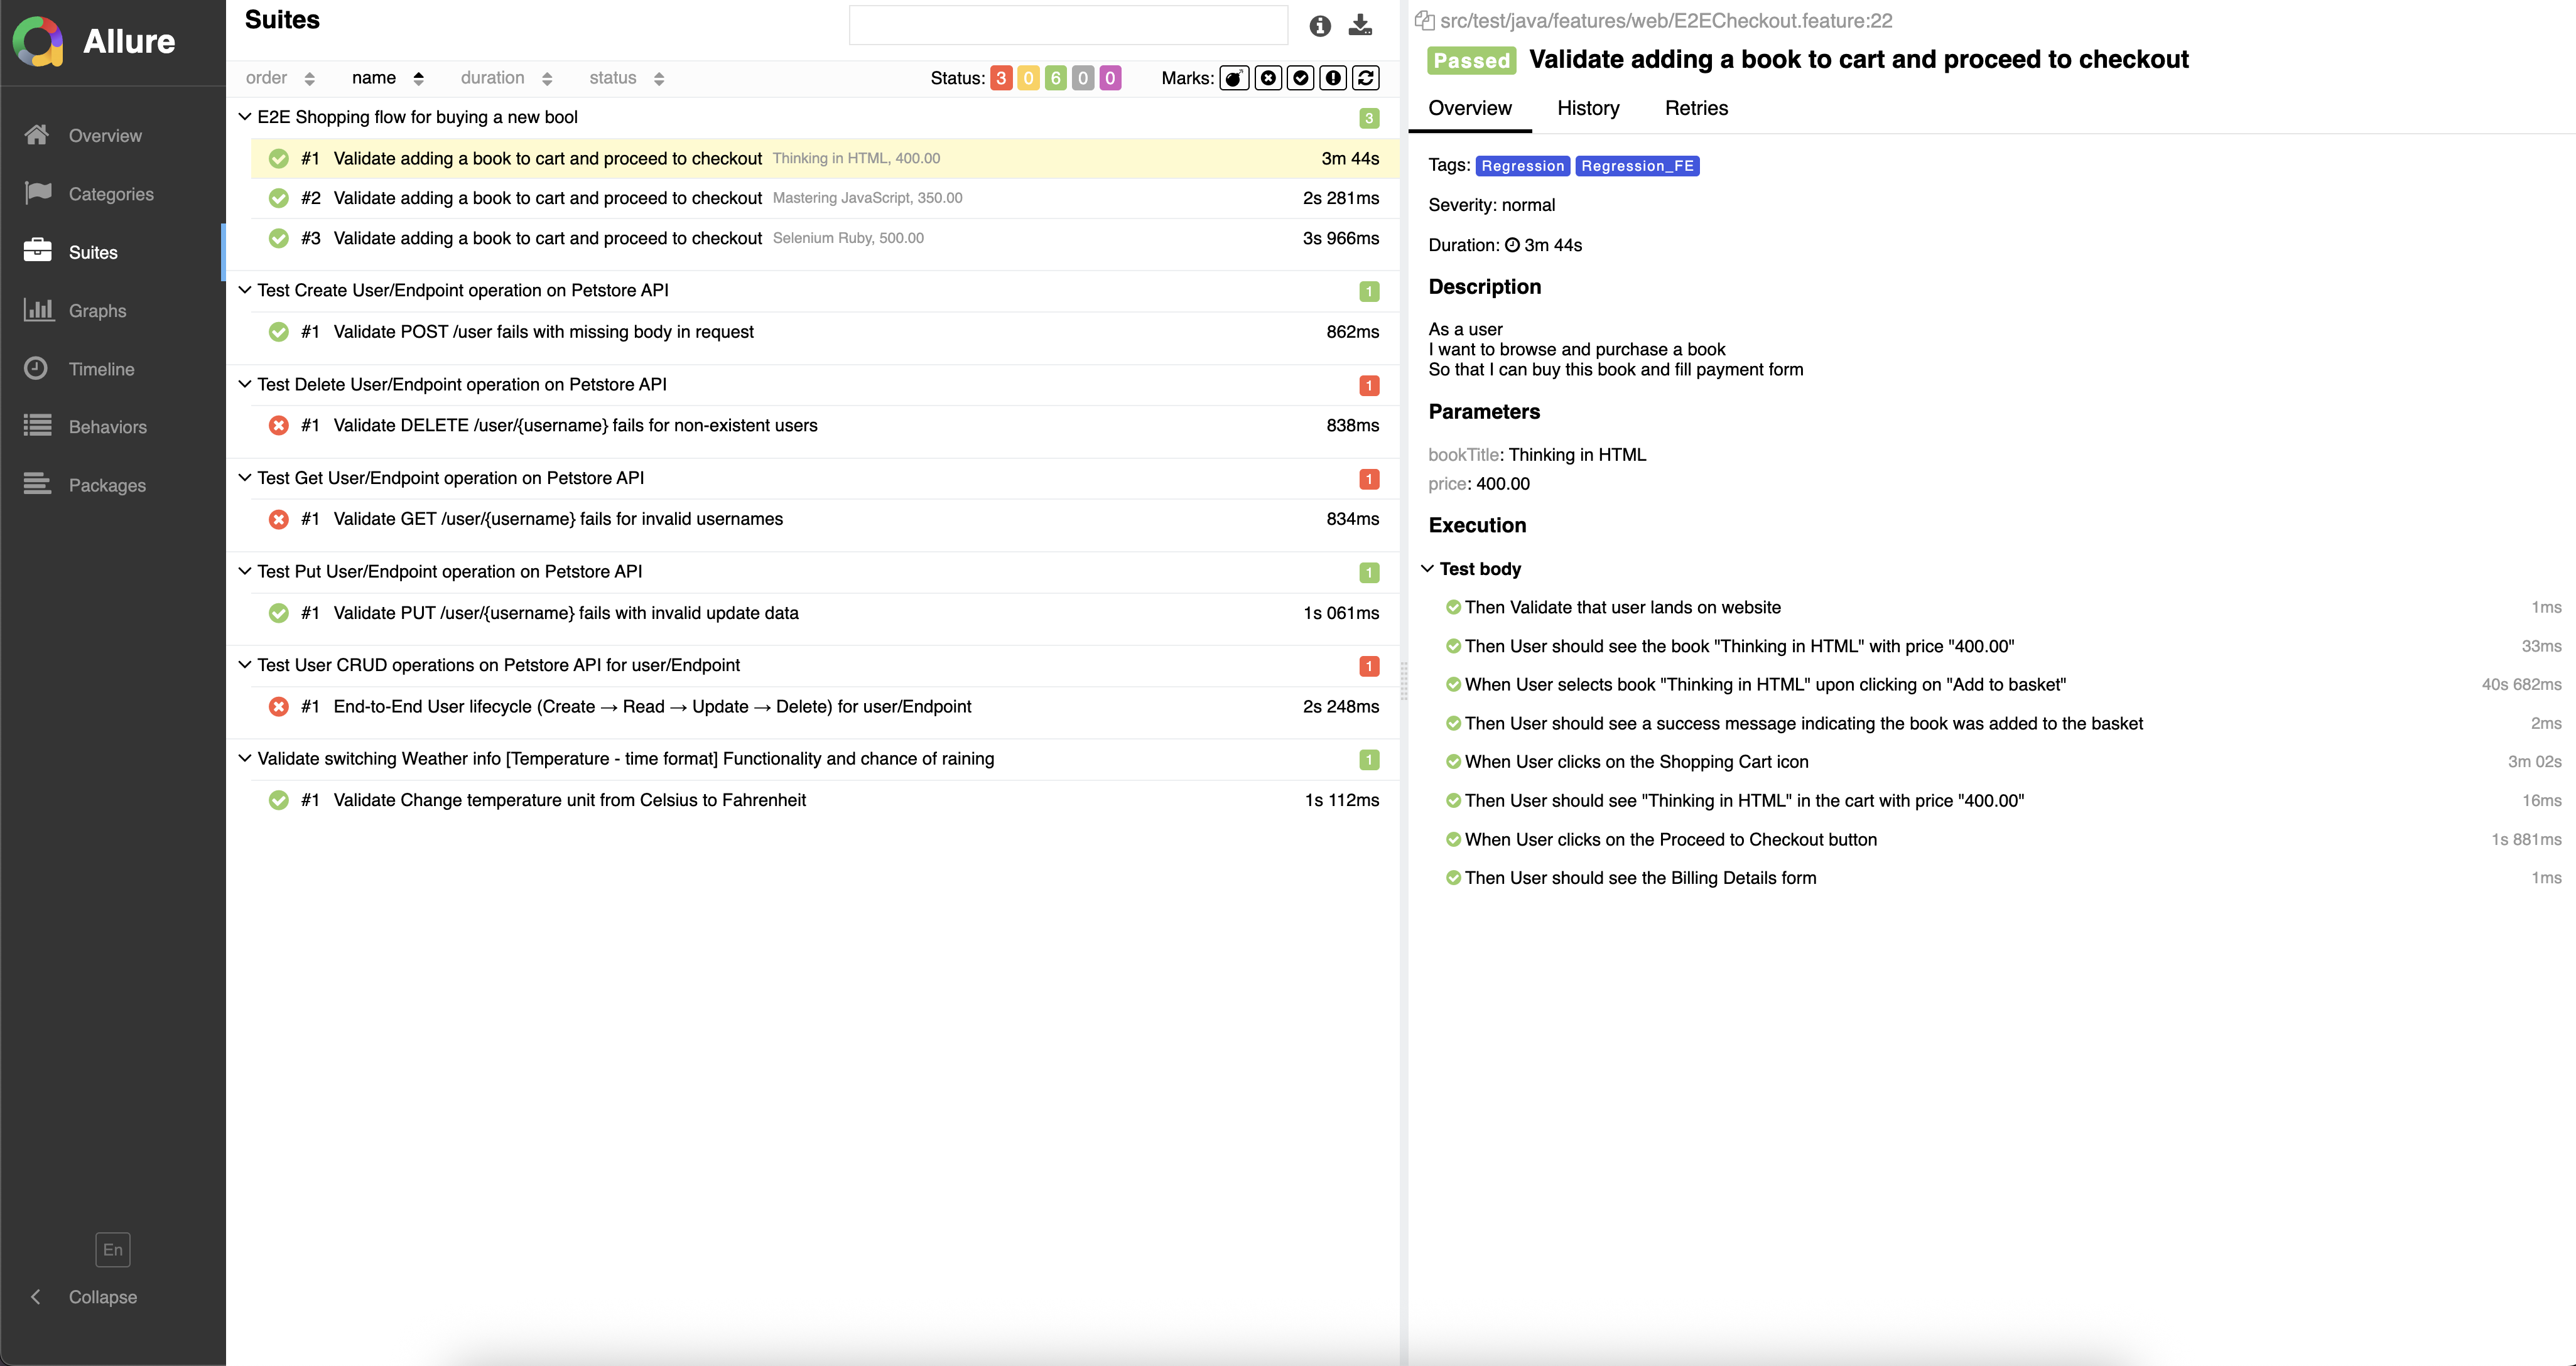 Allure
Overview
Categories
Suites
Graphs
Timeline
Behaviors
Packages
En
Collapse
Suites
order name duration status Status: 3 0 6 0 0 Marks:
E2E Shopping flow for buying a new bool 3
#1 Validate adding a book to cart and proceed to checkout Thinking in HTML, 400.00 3m 44s
#2 Validate adding a book to cart and proceed to checkout Mastering JavaScript, 350.00 2s 281ms
#3 Validate adding a book to cart and proceed to checkout Selenium Ruby, 500.00 3s 966ms
Test Create User/Endpoint operation on Petstore API 1
#1 Validate POST /user fails with missing body in request 862ms
Test Delete User/Endpoint operation on Petstore API 1
#1 Validate DELETE /user/{username} fails for non-existent users 838ms
Test Get User/Endpoint operation on Petstore API 1
#1 Validate GET /user/{username} fails for invalid usernames 834ms
Test Put User/Endpoint operation on Petstore API 1
#1 Validate PUT /user/{username} fails with invalid update data 1s 061ms
Test User CRUD operations on Petstore API for user/Endpoint 1
#1 End-to-End User lifecycle (Create → Read → Update → Delete) for user/Endpoint 2s 248ms
Validate switching Weather info [Temperature - time format] Functionality and chance of raining 1
#1 Validate Change temperature unit from Celsius to Fahrenheit 1s 112ms
src/test/java/features/web/E2ECheckout.feature:22
Passed Validate adding a book to cart and proceed to checkout
Overview History Retries
Tags: Regression Regression_FE
Severity: normal
Duration: 3m 44s
Description
As a user
I want to browse and purchase a book
So that I can buy this book and fill payment form
Parameters
bookTitle: Thinking in HTML
price: 400.00
Execution
Test body
Then Validate that user lands on website 1ms
Then User should see the book "Thinking in HTML" with price "400.00" 33ms
When User selects book "Thinking in HTML" upon clicking on "Add to basket" 40s 682ms
Then User should see a success message indicating the book was added to the basket 2ms
When User clicks on the Shopping Cart icon 3m 02s
Then User should see "Thinking in HTML" in the cart with price "400.00" 16ms
When User clicks on the Proceed to Checkout button 1s 881ms
Then User should see the Billing Details form 1ms